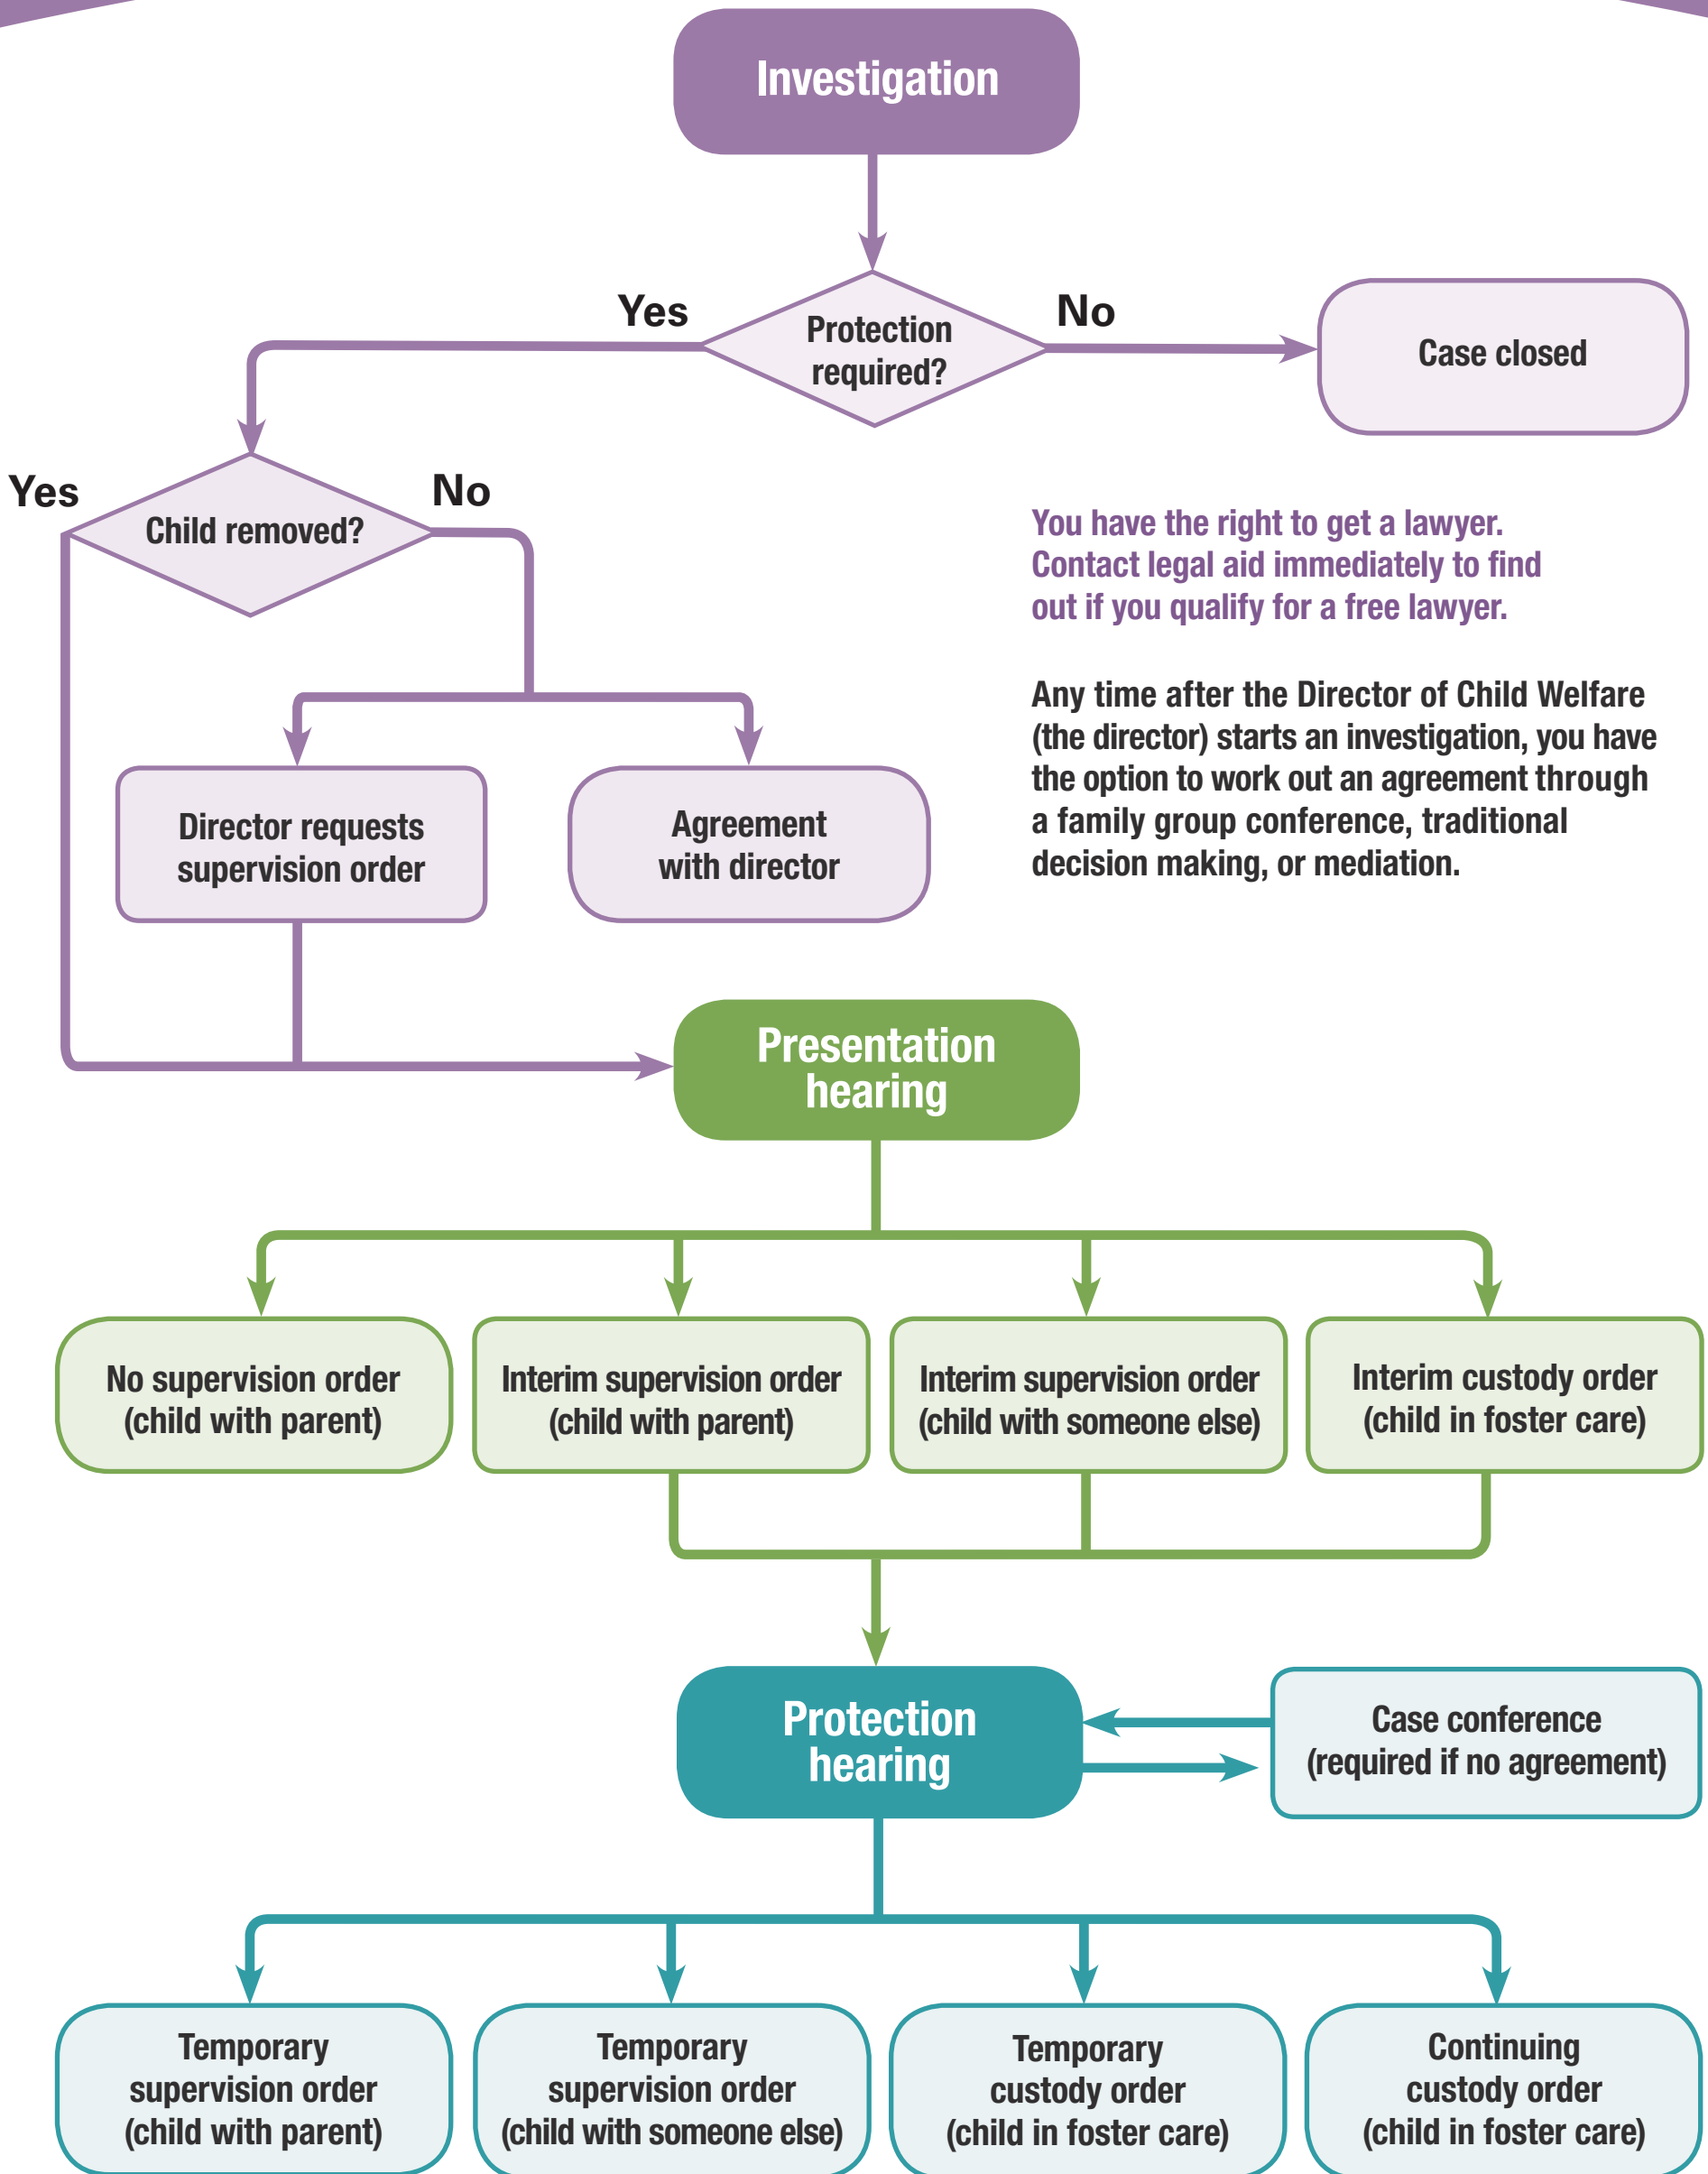 Investigation
Yes
Protection
required?
No
Case closed
Yes
Child removed?
No
You have the right to get a lawyer.
Contact legal aid immediately to find
out if you qualify for a free lawyer.
Any time after the Director of Child Welfare
(the director) starts an investigation, you have
the option to work out an agreement through
a family group conference, traditional
decision making, or mediation.
Director requests
supervision order
Agreement
with director
Presentation
hearing
No supervision order
(child with parent)
Interim supervision order
(child with parent)
Interim supervision order
(child with someone else)
Interim custody order
(child in foster care)
Protection
hearing
Case conference
(required if no agreement)
Temporary
supervision order
(child with parent)
Temporary
supervision order
(child with someone else)
Temporary
custody order
(child in foster care)
Continuing
custody order
(child in foster care)